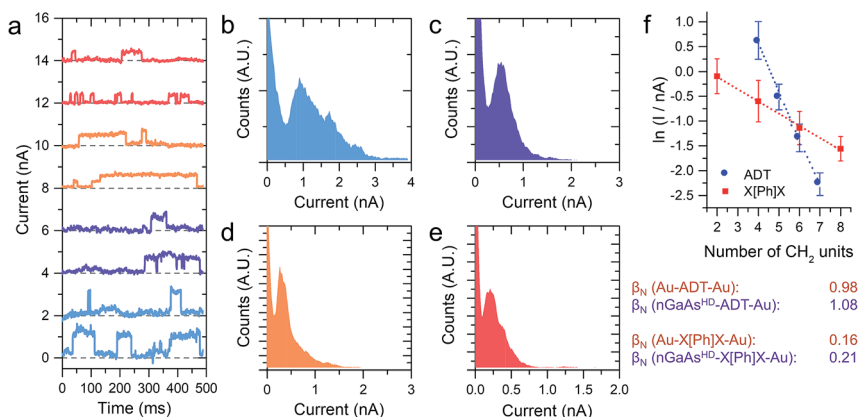 a
16
14
12
10
8
6
4
2
0
Current (nA)
0 100 200 300 400 500
Time (ms)
b
Counts (A.U.)
0 1 2 3 4
Current (nA)
c
Counts (A.U.)
0 1 2 3
Current (nA)
d
Counts (A.U.)
0 1 2 3
Current (nA)
e
Counts (A.U.)
0.0 0.5 1.0 1.5 2.0
Current (nA)
f
1.0
0.5
0.0
-0.5
-1.0
-1.5
-2.0
-2.5
ln (I / nA)
ADT
X[Ph]X
2 3 4 5 6 7 8
Number of CH₂ units
βN (Au-ADT-Au): 0.98
βN (nGaAsᴴᴰ-ADT-Au): 1.08
βN (Au-X[Ph]X-Au): 0.16
βN (nGaAsᴴᴰ-X[Ph]X-Au): 0.21